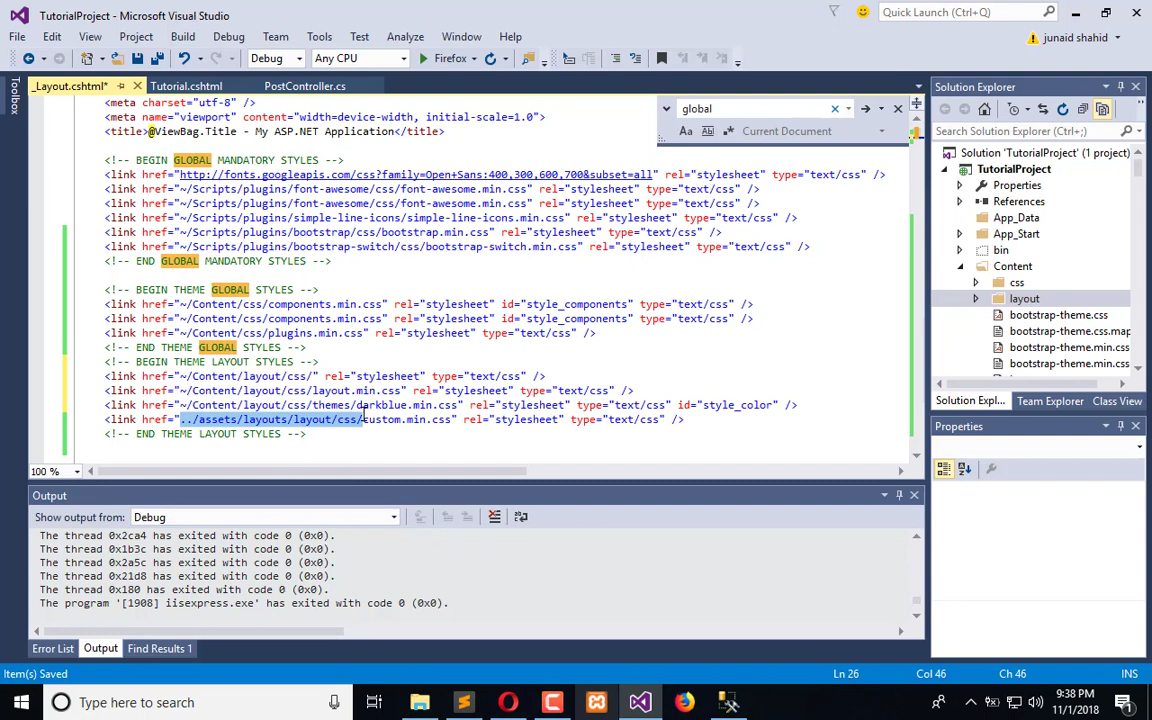 TutorialProject - Microsoft Visual Studio
Quick Launch (Ctrl+Q)
File Edit View Project Build Debug Team Tools Test Analyze Window Help
junaid shahid
Debug Any CPU Firefox
_Layout.cshtml* Tutorial.cshtml PostController.cs
Toolbox
global
Aa Ab Current Document
<meta charset="utf-8" />
<meta name="viewport" content="width=device-width, initial-scale=1.0">
<title>@ViewBag.Title - My ASP.NET Application</title>
<!-- BEGIN GLOBAL MANDATORY STYLES -->
<link href="http://fonts.googleapis.com/css?family=Open+Sans:400,300,600,700&subset=all" rel="stylesheet" type="text/css" />
<link href="~/Scripts/plugins/font-awesome/css/font-awesome.min.css" rel="stylesheet" type="text/css" />
<link href="~/Scripts/plugins/font-awesome/css/font-awesome.min.css" rel="stylesheet" type="text/css" />
<link href="~/Scripts/plugins/simple-line-icons/simple-line-icons.min.css" rel="stylesheet" type="text/css" />
<link href="~/Scripts/plugins/bootstrap/css/bootstrap.min.css" rel="stylesheet" type="text/css" />
<link href="~/Scripts/plugins/bootstrap-switch/css/bootstrap-switch.min.css" rel="stylesheet" type="text/css" />
<!-- END GLOBAL MANDATORY STYLES -->
<!-- BEGIN THEME GLOBAL STYLES -->
<link href="~/Content/css/components.min.css" rel="stylesheet" id="style_components" type="text/css" />
<link href="~/Content/css/components.min.css" rel="stylesheet" id="style_components" type="text/css" />
<link href="~/Content/css/plugins.min.css" rel="stylesheet" type="text/css" />
<!-- END THEME GLOBAL STYLES -->
<!-- BEGIN THEME LAYOUT STYLES -->
<link href="~/Content/layout/css/" rel="stylesheet" type="text/css" />
<link href="~/Content/layout/css/layout.min.css" rel="stylesheet" type="text/css" />
<link href="~/Content/layout/css/themes/darkblue.min.css" rel="stylesheet" type="text/css" id="style_color" />
<link href="../assets/layouts/layout/css/custom.min.css" rel="stylesheet" type="text/css" />
<!-- END THEME LAYOUT STYLES -->
100 %
Solution Explorer
Search Solution Explorer (Ctrl+;)
Solution 'TutorialProject' (1 project)
TutorialProject
Properties
References
App_Data
App_Start
bin
Content
css
layout
bootstrap-theme.css
bootstrap-theme.css.map
bootstrap-theme.min.css
bootstrap-theme.min.css
Solution Expl... Team Explorer Class View
Properties
Output
Show output from: Debug
The thread 0x2ca4 has exited with code 0 (0x0).
The thread 0x1b3c has exited with code 0 (0x0).
The thread 0x2a5c has exited with code 0 (0x0).
The thread 0x21d8 has exited with code 0 (0x0).
The thread 0x180 has exited with code 0 (0x0).
The program '[1908] iisexpress.exe' has exited with code 0 (0x0).
Error List Output Find Results 1
Item(s) Saved Ln 26 Col 46 Ch 46 INS
Type here to search
9:38 PM
11/1/2018
1